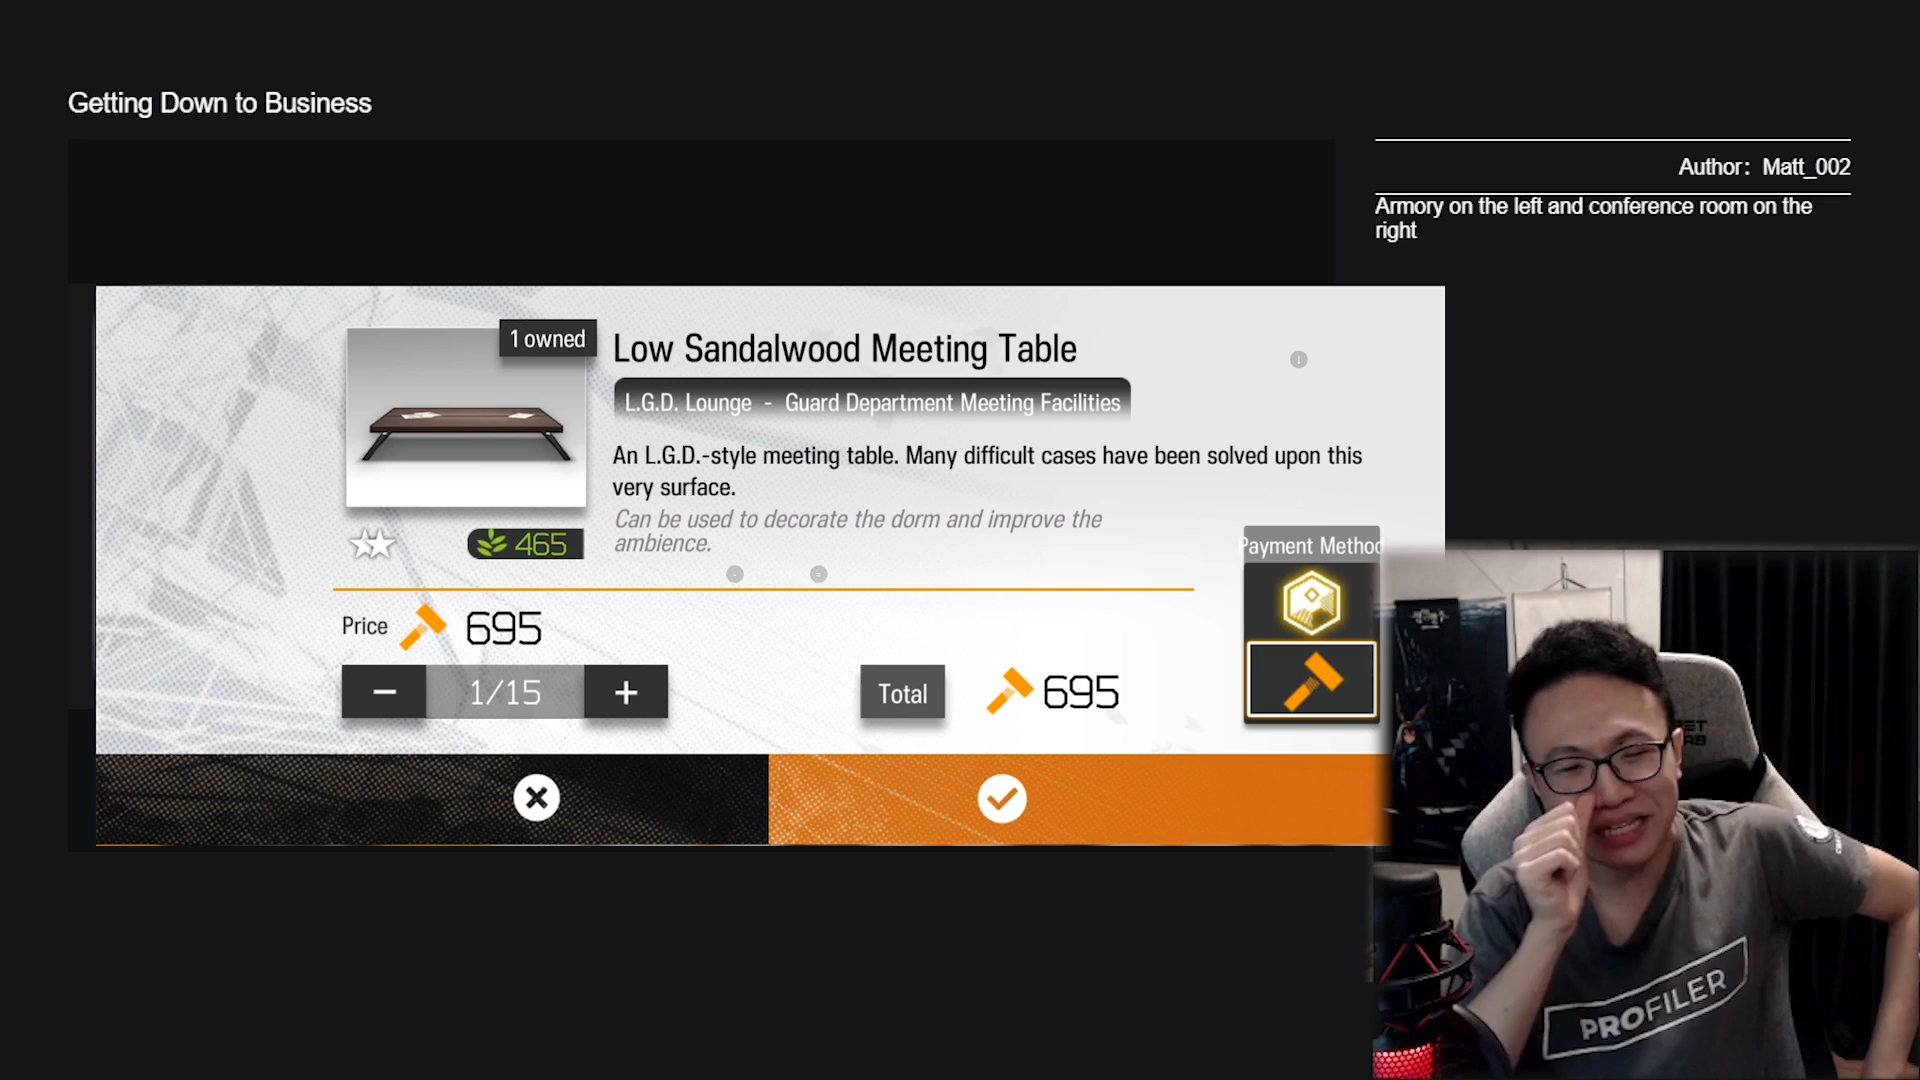 Getting Down to Business
Author: Matt_002
Armory on the left and conference room on the
right
1 owned
Low Sandalwood Meeting Table
L.G.D. Lounge - Guard Department Meeting Facilities
An L.G.D.-style meeting table. Many difficult cases have been solved upon this
very surface.
Can be used to decorate the dorm and improve the
ambience.
465
Payment Method
Price 695
− 1/15 +
Total 695
PROFILER